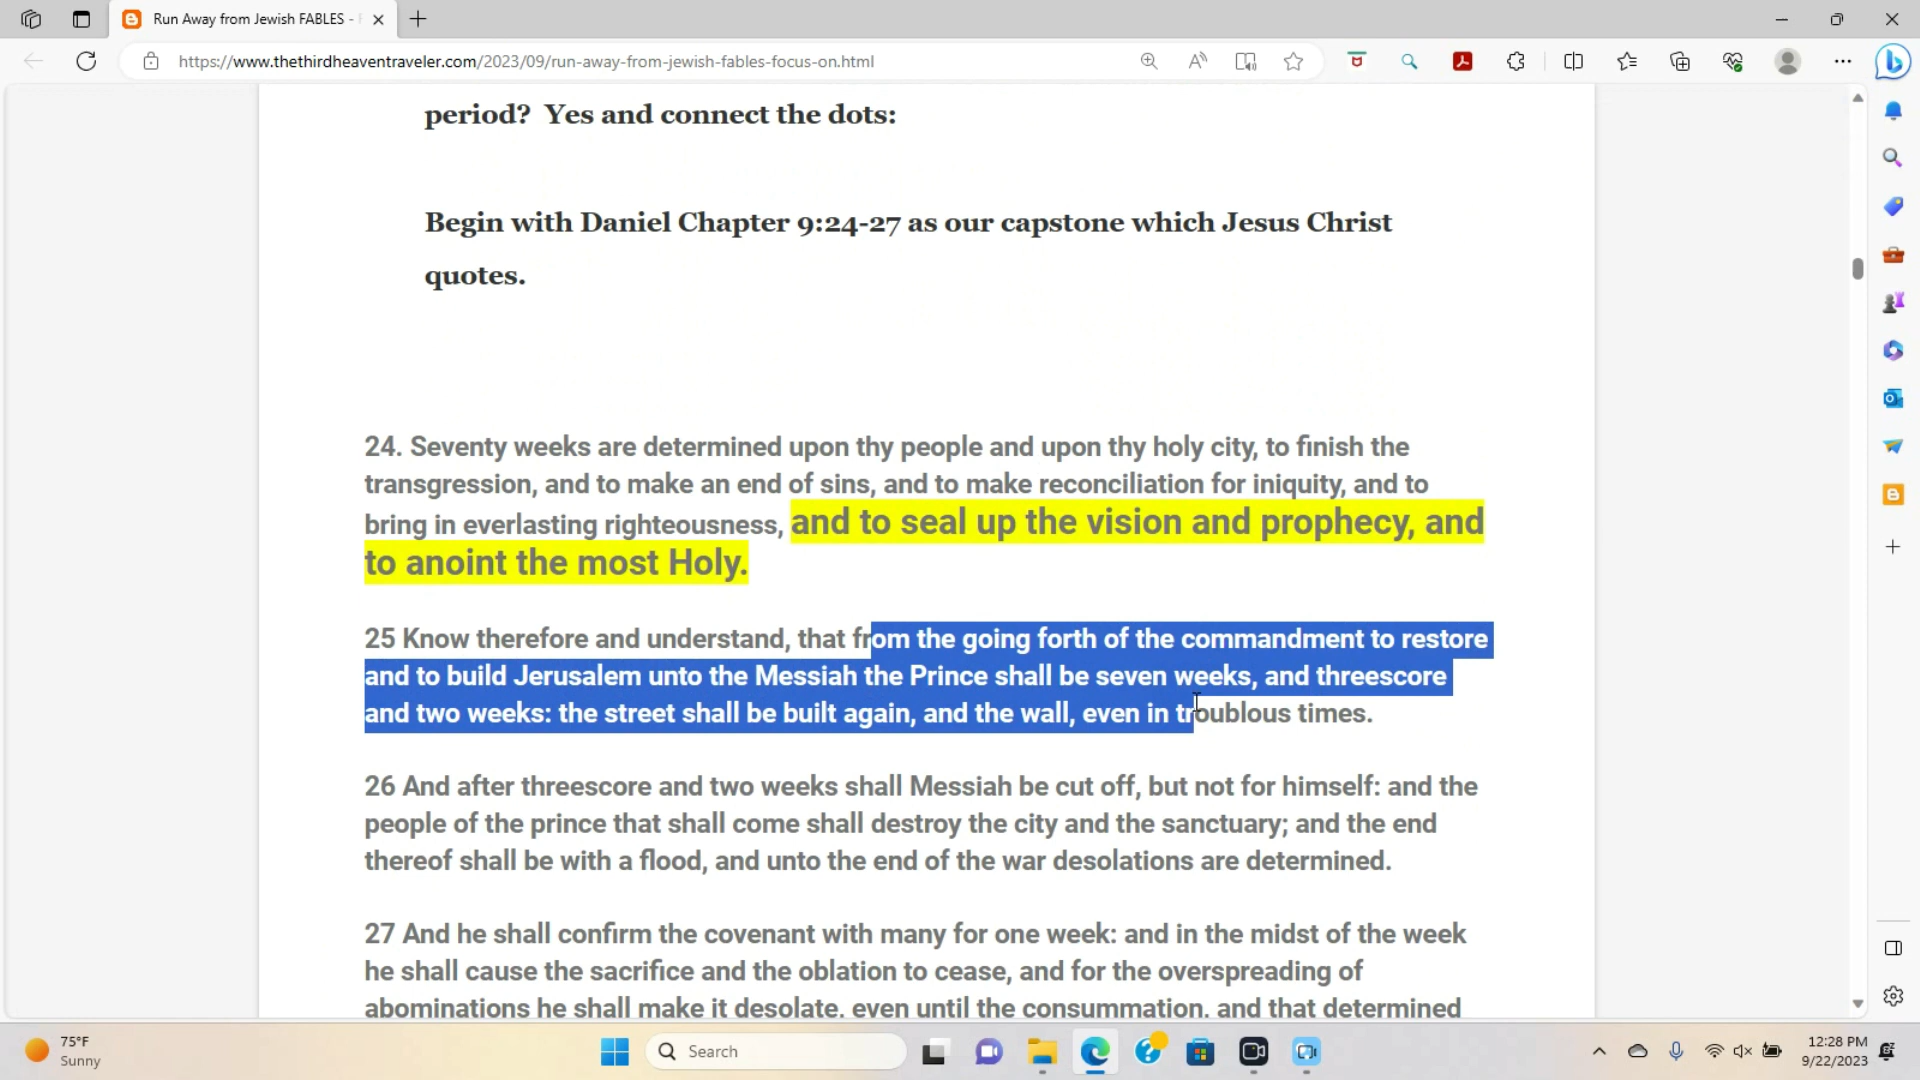 Run Away from Jewish FABLES -
https://www.thethirdheaventraveler.com/2023/09/run-away-from-jewish-fables-focus-on.html
period? Yes and connect the dots:
Begin with Daniel Chapter 9:24-27 as our capstone which Jesus Christ
quotes.
24. Seventy weeks are determined upon thy people and upon thy holy city, to finish the
transgression, and to make an end of sins, and to make reconciliation for iniquity, and to
bring in everlasting righteousness, and to seal up the vision and prophecy, and
to anoint the most Holy.
25 Know therefore and understand, that from the going forth of the commandment to restore
and to build Jerusalem unto the Messiah the Prince shall be seven weeks, and threescore
and two weeks: the street shall be built again, and the wall, even in troublous times.
26 And after threescore and two weeks shall Messiah be cut off, but not for himself: and the
people of the prince that shall come shall destroy the city and the sanctuary; and the end
thereof shall be with a flood, and unto the end of the war desolations are determined.
27 And he shall confirm the covenant with many for one week: and in the midst of the week
he shall cause the sacrifice and the oblation to cease, and for the overspreading of
abominations he shall make it desolate, even until the consummation, and that determined
75°F
Sunny
Search
12:28 PM
9/22/2023